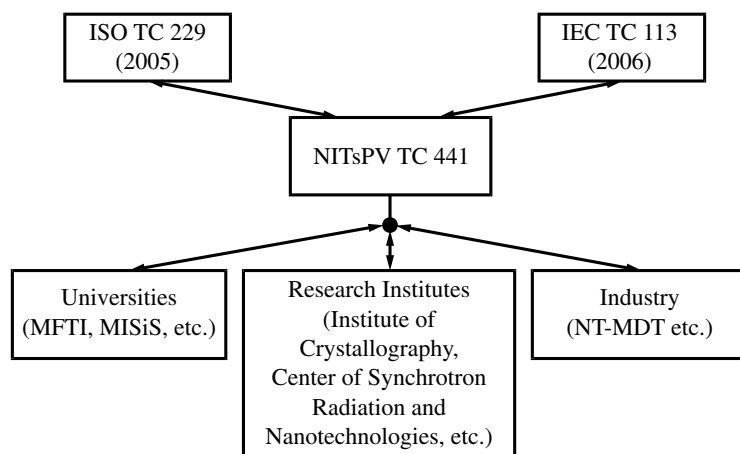 ISO TC 229
(2005)
IEC TC 113
(2006)
NITsPV TC 441
Universities
(MFTI, MISiS, etc.)
Research Institutes
(Institute of
Crystallography,
Center of Synchrotron
Radiation and
Nanotechnologies, etc.)
Industry
(NT-MDT etc.)